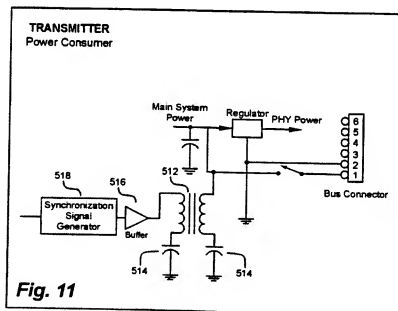 TRANSMITTER
Power Consumer
Main System
Power
Regulator
PHY Power
6
5
4
3
2
1
Bus Connector
518
516
512
Synchronization
Signal
Generator
Buffer
514
514
Fig. 11